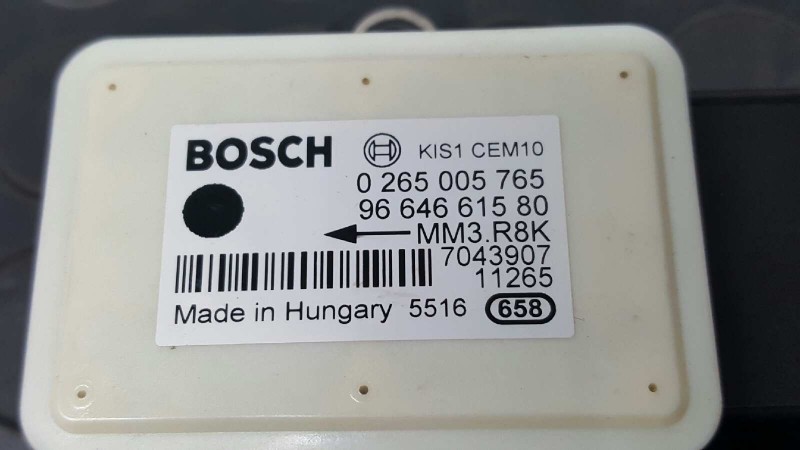 BOSCH KIS1 CEM10
0 265 005 765
96 646 615 80
MM3.R8K
7043907
11265
Made in Hungary 5516 658